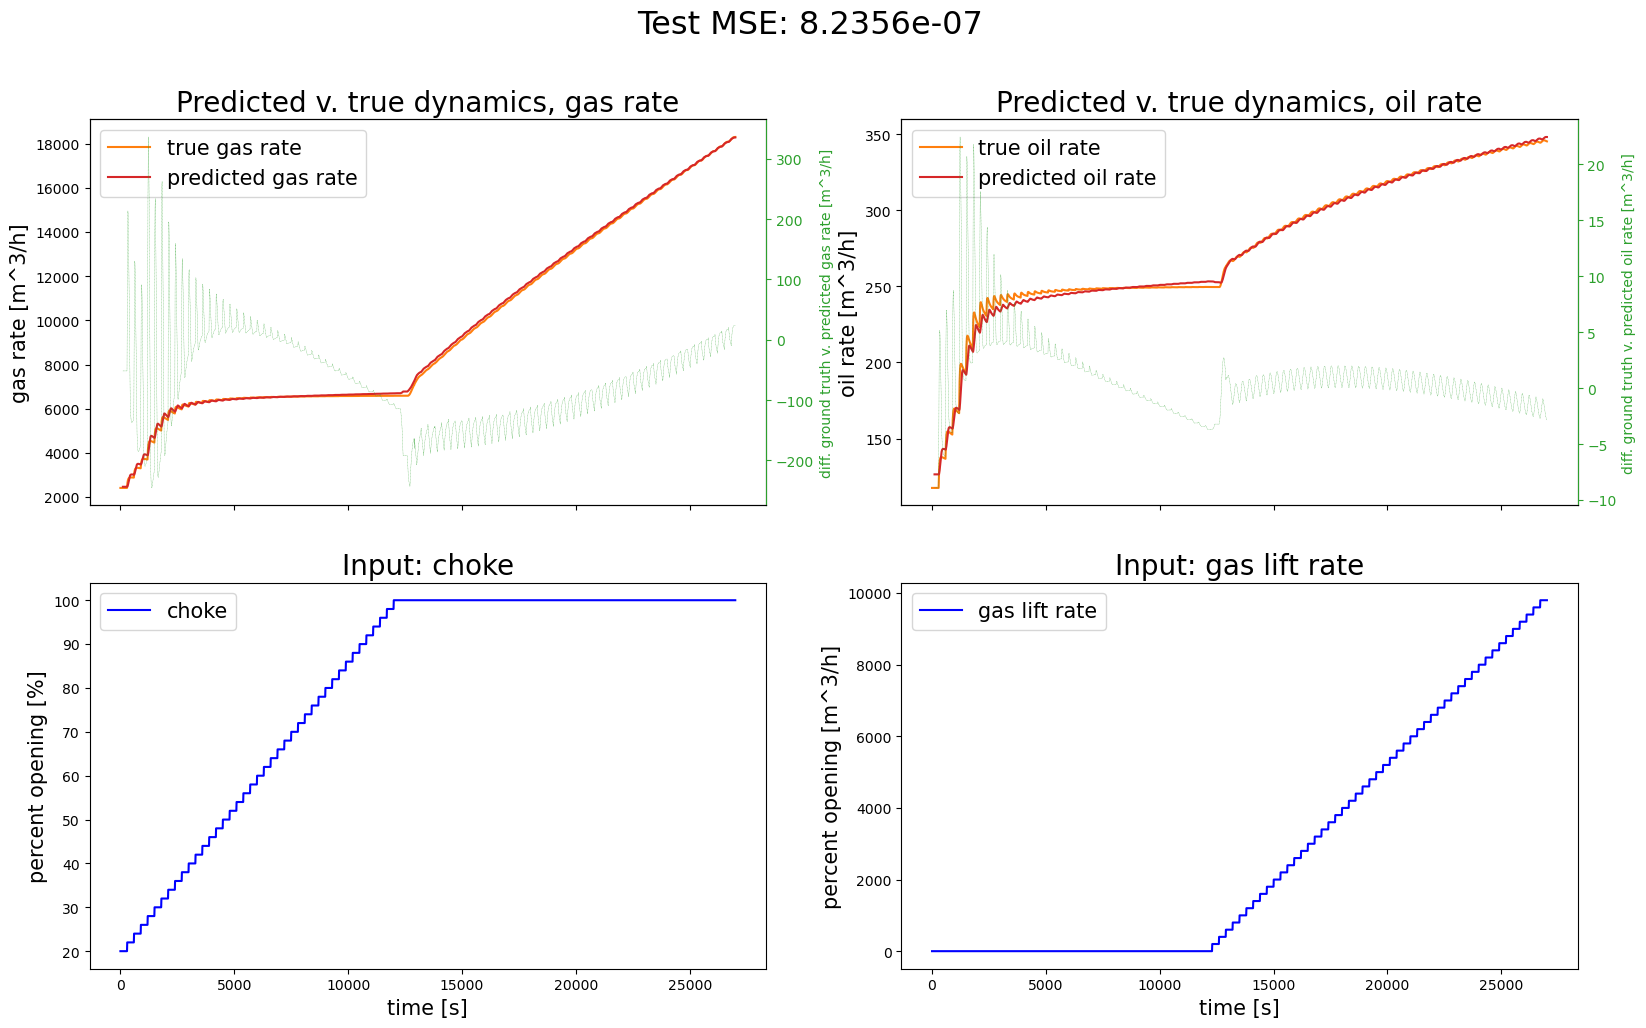 Test MSE: 8.2356e-07
Predicted v. true dynamics, gas rate
true gas rate
predicted gas rate
gas rate [m^3/h]
18000
16000
14000
12000
10000
8000
6000
4000
2000
300
200
100
0
−100
−200
diff. ground truth v. predicted gas rate [m^3/h]
Predicted v. true dynamics, oil rate
true oil rate
predicted oil rate
oil rate [m^3/h]
350
300
250
200
150
20
15
10
5
0
−5
−10
diff. ground truth v. predicted oil rate [m^3/h]
Input: choke
choke
percent opening [%]
100
90
80
70
60
50
40
30
20
0 5000 10000 15000 20000 25000
time [s]
Input: gas lift rate
gas lift rate
percent opening [m^3/h]
10000
8000
6000
4000
2000
0
0 5000 10000 15000 20000 25000
time [s]